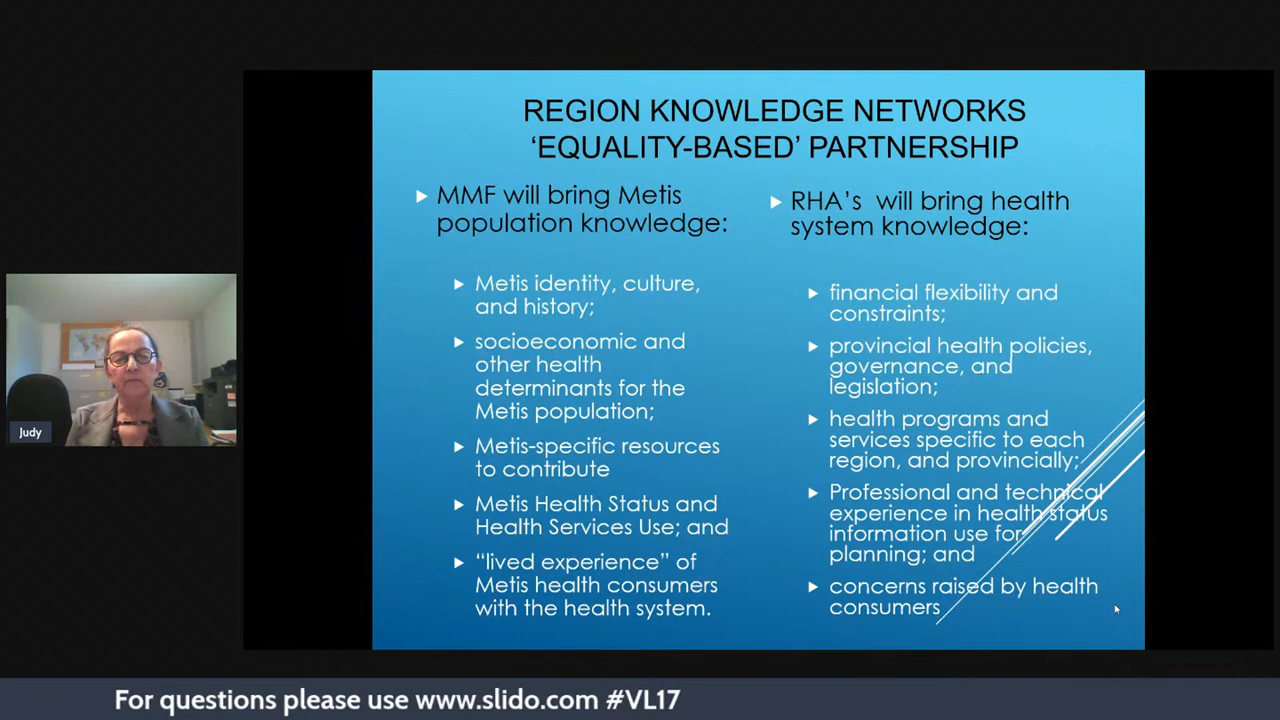 REGION KNOWLEDGE NETWORKS
‘EQUALITY-BASED’ PARTNERSHIP
MMF will bring Metis
population knowledge:
Metis identity, culture,
and history;
socioeconomic and
other health
determinants for the
Metis population;
Metis-specific resources
to contribute
Metis Health Status and
Health Services Use; and
“lived experience” of
Metis health consumers
with the health system.
RHA’s  will bring health
system knowledge:
financial flexibility and
constraints;
provincial health policies,
governance, and
legislation;
health programs and
services specific to each
region, and provincially;
Professional and technical
experience in health status
information use for
planning; and
concerns raised by health
consumers
Judy
For questions please use www.slido.com #VL17